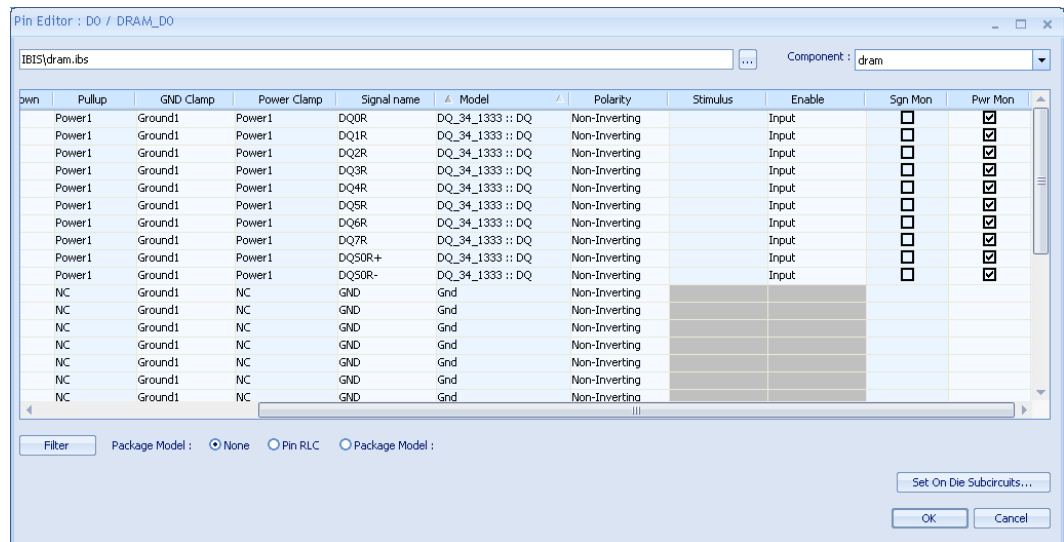 Pin Editor : D0 / DRAM_D0
IBIS\dram.ibs ... Component : dram
own Pullup GND Clamp Power Clamp Signal name Model Polarity Stimulus Enable Sgn Mon Pwr Mon
Power1 Ground1 Power1 DQ0R DQ_34_1333 :: DQ Non-Inverting Input
Power1 Ground1 Power1 DQ1R DQ_34_1333 :: DQ Non-Inverting Input
Power1 Ground1 Power1 DQ2R DQ_34_1333 :: DQ Non-Inverting Input
Power1 Ground1 Power1 DQ3R DQ_34_1333 :: DQ Non-Inverting Input
Power1 Ground1 Power1 DQ4R DQ_34_1333 :: DQ Non-Inverting Input
Power1 Ground1 Power1 DQ5R DQ_34_1333 :: DQ Non-Inverting Input
Power1 Ground1 Power1 DQ6R DQ_34_1333 :: DQ Non-Inverting Input
Power1 Ground1 Power1 DQ7R DQ_34_1333 :: DQ Non-Inverting Input
Power1 Ground1 Power1 DQS0R+ DQ_34_1333 :: DQ Non-Inverting Input
Power1 Ground1 Power1 DQS0R- DQ_34_1333 :: DQ Non-Inverting Input
NC Ground1 NC GND Gnd Non-Inverting
NC Ground1 NC GND Gnd Non-Inverting
NC Ground1 NC GND Gnd Non-Inverting
NC Ground1 NC GND Gnd Non-Inverting
NC Ground1 NC GND Gnd Non-Inverting
NC Ground1 NC GND Gnd Non-Inverting
NC Ground1 NC GND Gnd Non-Inverting
Filter Package Model : None Pin RLC Package Model :
Set On Die Subcircuits...
OK Cancel